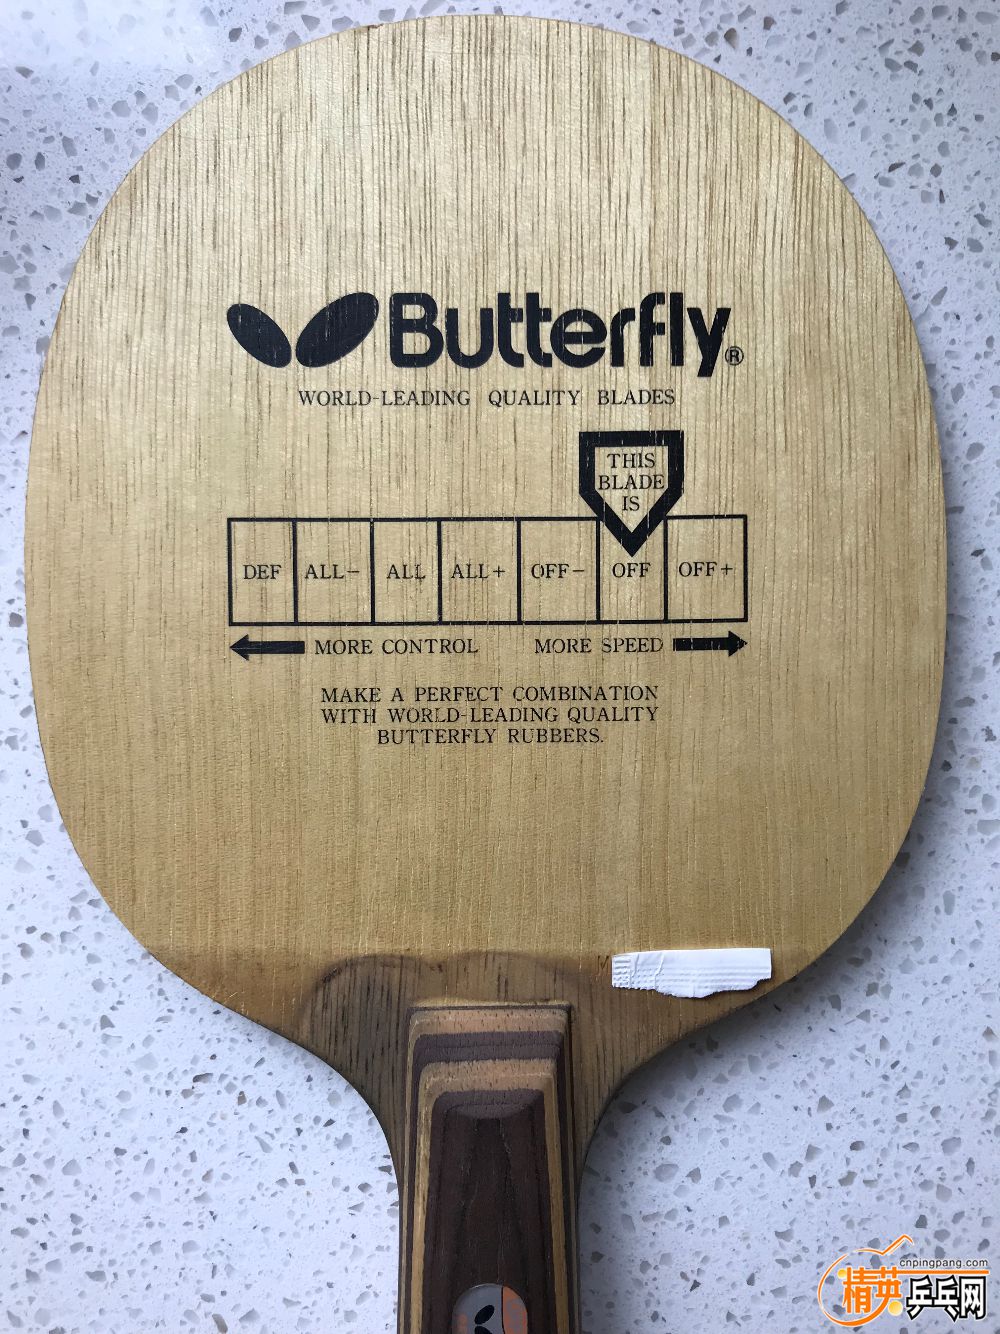 Butterfly®
WORLD-LEADING QUALITY BLADES
THIS
BLADE
IS
DEF ALL- ALL ALL+ OFF- OFF OFF+
MORE CONTROL MORE SPEED
MAKE A PERFECT COMBINATION
WITH WORLD-LEADING QUALITY
BUTTERFLY RUBBERS.
cnpingpang.com
精英乒乓网